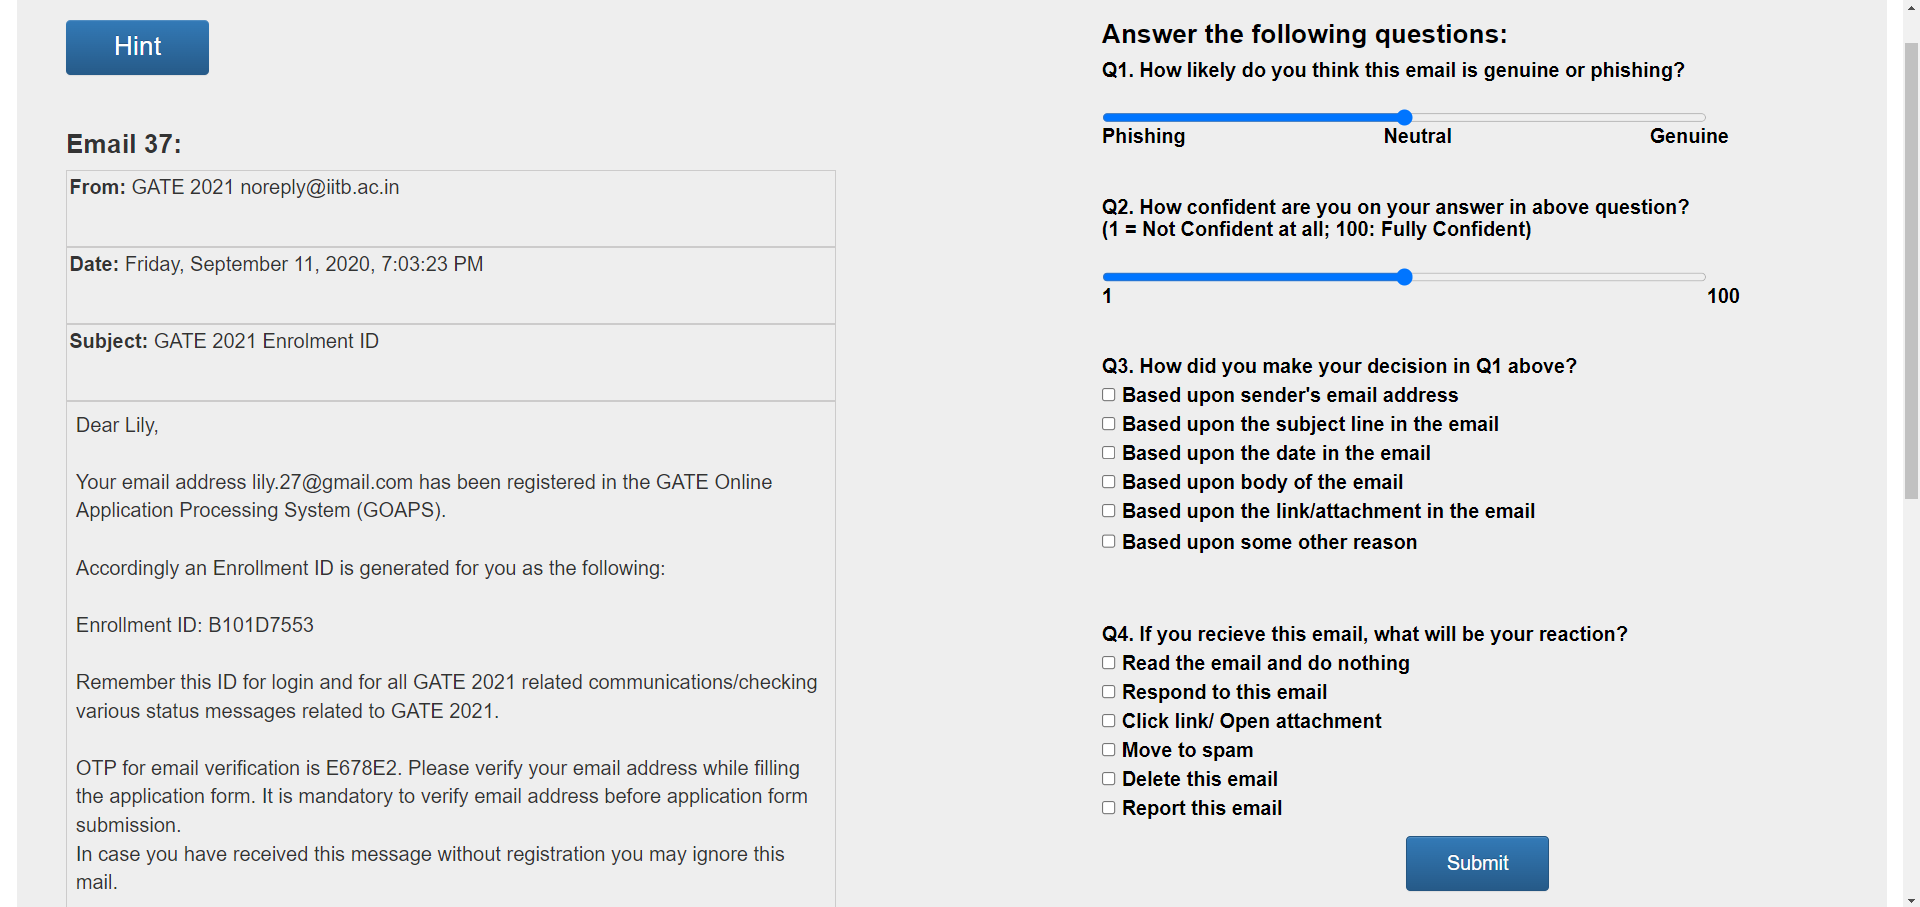 Hint
Email 37:
From: GATE 2021 noreply@iitb.ac.in
Date: Friday, September 11, 2020, 7:03:23 PM
Subject: GATE 2021 Enrolment ID
Dear Lily,
Your email address lily.27@gmail.com has been registered in the GATE Online
Application Processing System (GOAPS).
Accordingly an Enrollment ID is generated for you as the following:
Enrollment ID: B101D7553
Remember this ID for login and for all GATE 2021 related communications/checking
various status messages related to GATE 2021.
OTP for email verification is E678E2. Please verify your email address while filling
the application form. It is mandatory to verify email address before application form
submission.
In case you have received this message without registration you may ignore this
mail.
Answer the following questions:
Q1. How likely do you think this email is genuine or phishing?
Phishing Neutral Genuine
Q2. How confident are you on your answer in above question?
(1 = Not Confident at all; 100: Fully Confident)
1 100
Q3. How did you make your decision in Q1 above?
Based upon sender's email address
Based upon the subject line in the email
Based upon the date in the email
Based upon body of the email
Based upon the link/attachment in the email
Based upon some other reason
Q4. If you recieve this email, what will be your reaction?
Read the email and do nothing
Respond to this email
Click link/ Open attachment
Move to spam
Delete this email
Report this email
Submit